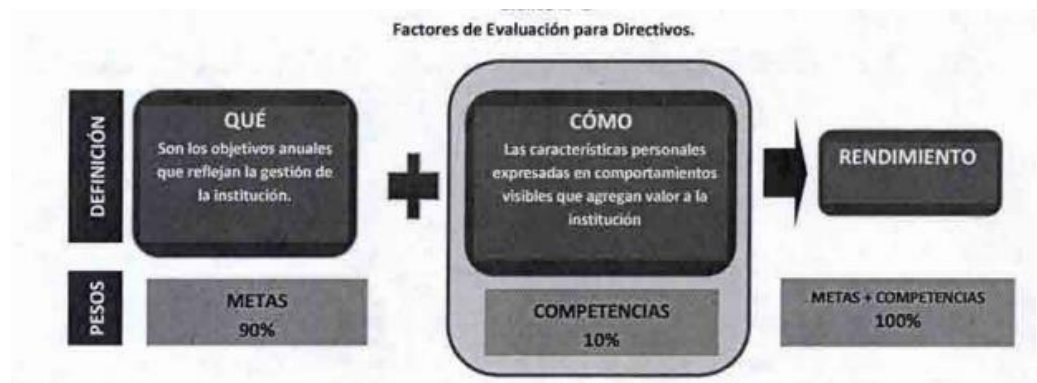 Factores de Evaluación para Directivos.
DEFINICIÓN
QUÉ
Son los objetivos anuales
que reflejan la gestión de
la institución.
CÓMO
Las características personales
expresadas en comportamientos
visibles que agregan valor a la
institución
RENDIMIENTO
PESOS
METAS
90%
COMPETENCIAS
10%
METAS + COMPETENCIAS
100%